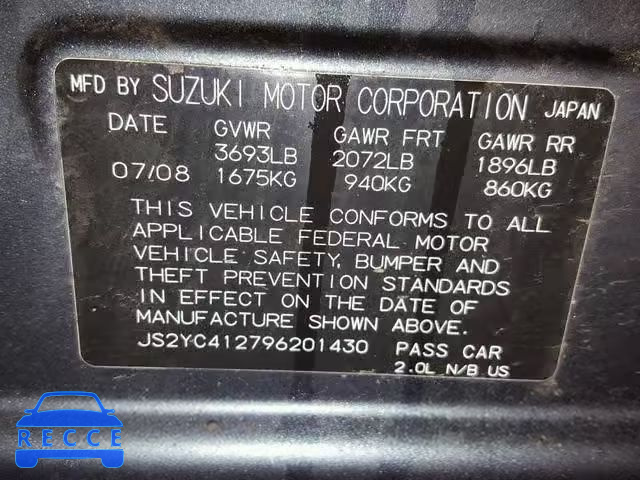 MFD BY SUZUKI MOTOR CORPORATION JAPAN
DATE GVWR GAWR FRT GAWR RR
3693LB 2072LB 1896LB
07/08 1675KG 940KG 860KG
THIS VEHICLE CONFORMS TO ALL
APPLICABLE FEDERAL MOTOR
VEHICLE SAFETY, BUMPER AND
THEFT PREVENTION STANDARDS
IN EFFECT ON THE DATE OF
MANUFACTURE SHOWN ABOVE.
JS2YC412796201430 PASS CAR
2.0L N/B US
RECCE